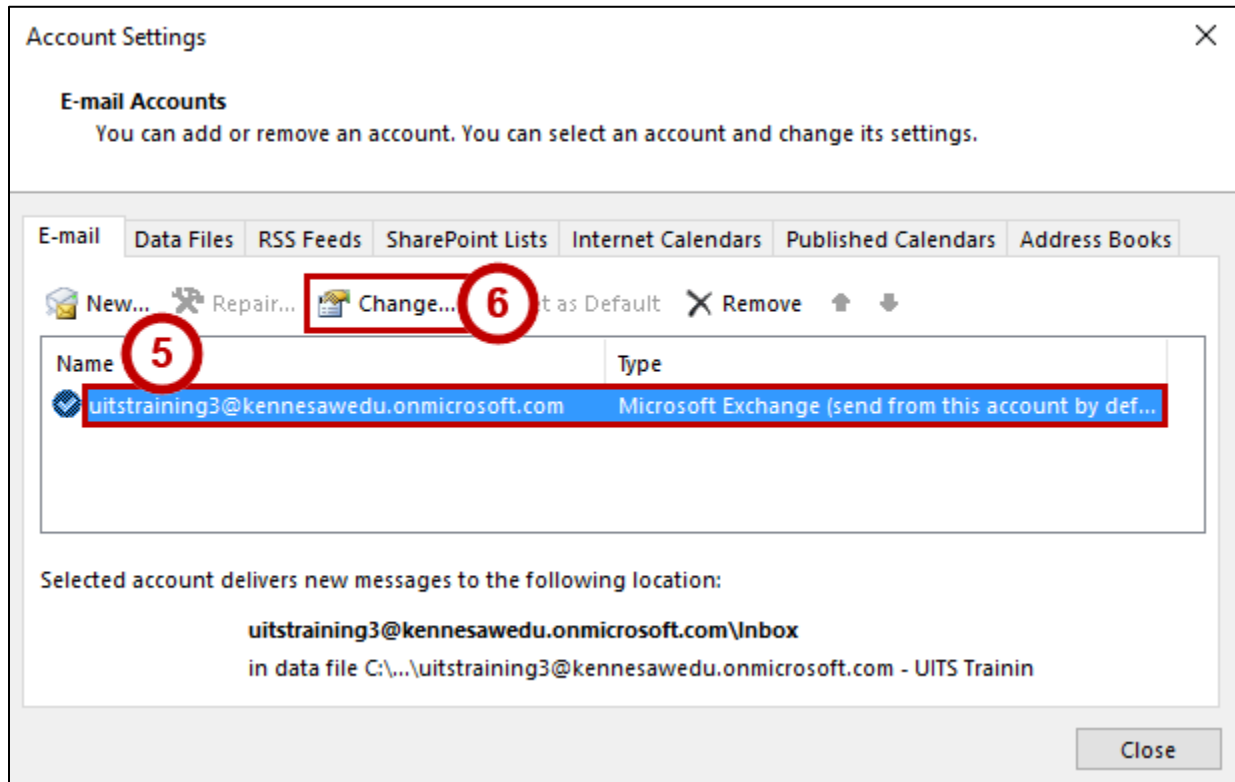 Account Settings
E-mail Accounts
You can add or remove an account. You can select an account and change its settings.
E-mail Data Files RSS Feeds SharePoint Lists Internet Calendars Published Calendars Address Books
New... Repair... Change... 6 as Default Remove
Name 5 Type
uitstraining3@kennesawedu.onmicrosoft.com Microsoft Exchange (send from this account by def...
Selected account delivers new messages to the following location:
uitstraining3@kennesawedu.onmicrosoft.com\Inbox
in data file C:\...\uitstraining3@kennesawedu.onmicrosoft.com - UITS Trainin
Close